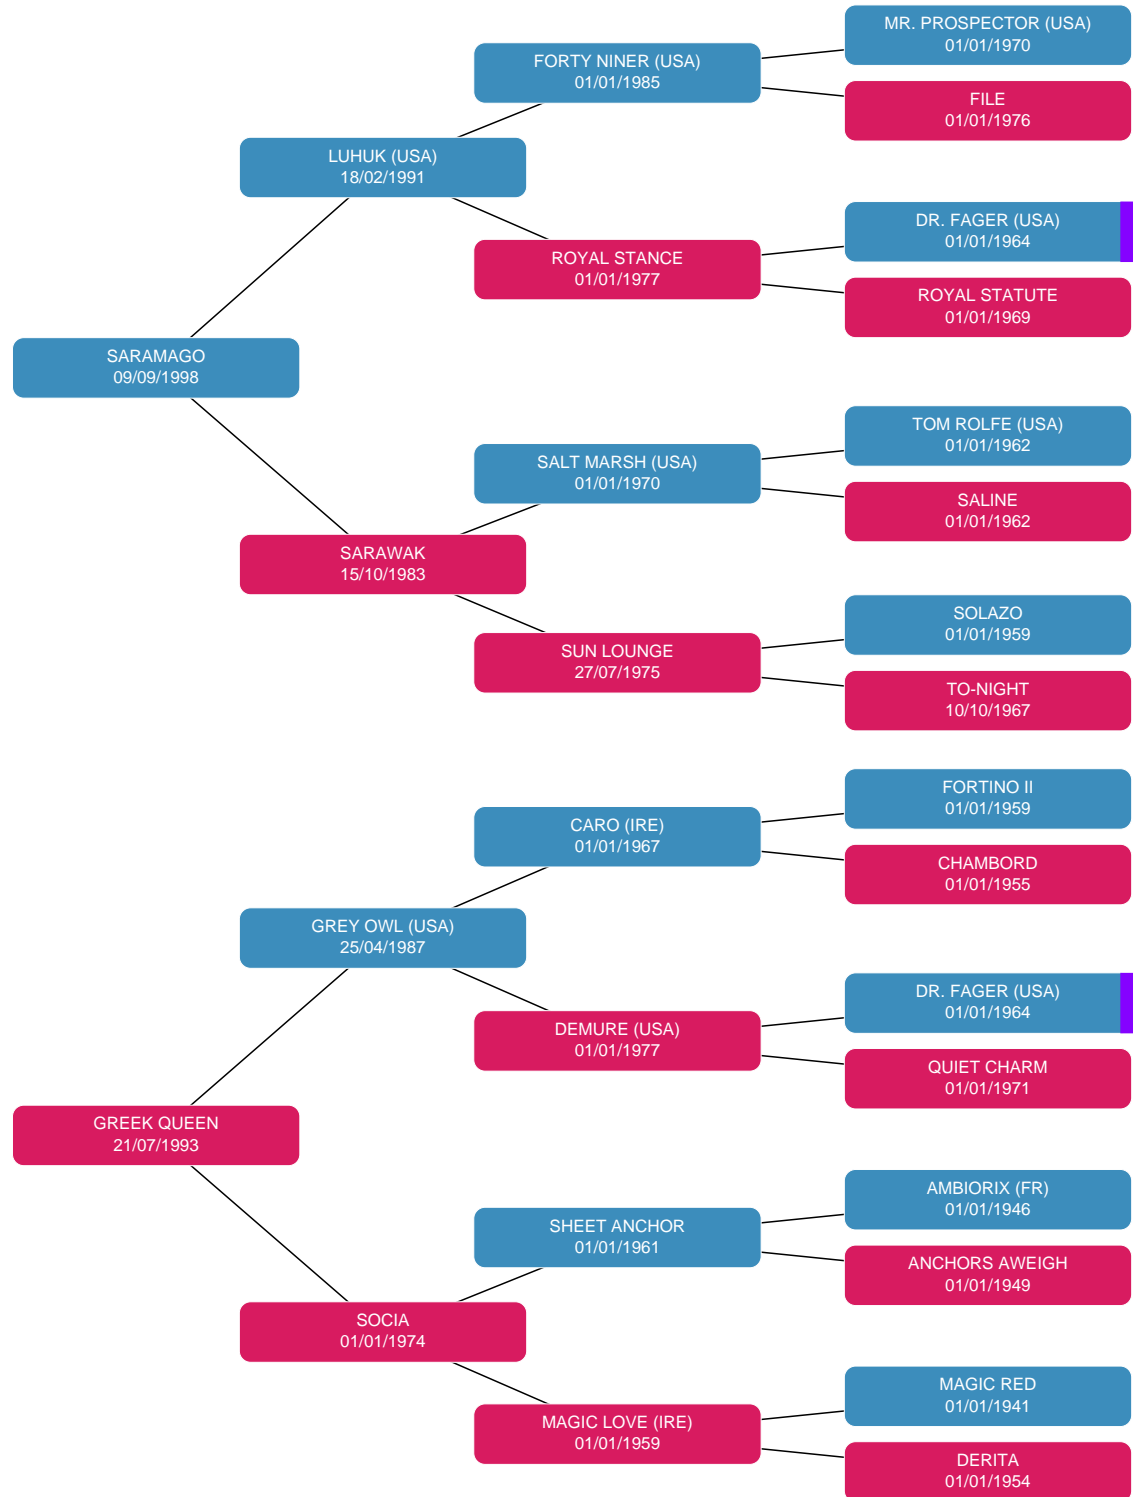 MR. PROSPECTOR (USA)
01/01/1970
FORTY NINER (USA)
01/01/1985
FILE
01/01/1976
LUHUK (USA)
18/02/1991
DR. FAGER (USA)
01/01/1964
ROYAL STANCE
01/01/1977
ROYAL STATUTE
01/01/1969
SARAMAGO
09/09/1998
TOM ROLFE (USA)
01/01/1962
SALT MARSH (USA)
01/01/1970
SALINE
01/01/1962
SARAWAK
15/10/1983
SOLAZO
01/01/1959
SUN LOUNGE
27/07/1975
TO-NIGHT
10/10/1967
FORTINO II
01/01/1959
CARO (IRE)
01/01/1967
CHAMBORD
01/01/1955
GREY OWL (USA)
25/04/1987
DR. FAGER (USA)
01/01/1964
DEMURE (USA)
01/01/1977
QUIET CHARM
01/01/1971
GREEK QUEEN
21/07/1993
AMBIORIX (FR)
01/01/1946
SHEET ANCHOR
01/01/1961
ANCHORS AWEIGH
01/01/1949
SOCIA
01/01/1974
MAGIC RED
01/01/1941
MAGIC LOVE (IRE)
01/01/1959
DERITA
01/01/1954